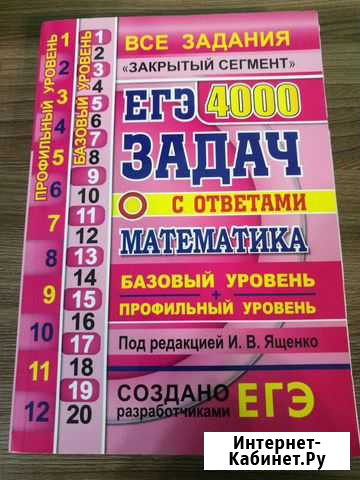 ПРОФИЛЬНЫЙ УРОВЕНЬ
1
2
3
4
5
6
7
8
9
10
11
12
БАЗОВЫЙ УРОВЕНЬ
1
2
3
4
5
6
7
8
9
10
11
12
13
14
15
16
17
18
19
20
ВСЕ ЗАДАНИЯ
«ЗАКРЫТЫЙ СЕГМЕНТ»
ЕГЭ 4000
ЗАДАЧ
С ОТВЕТАМИ
МАТЕМАТИКА
БАЗОВЫЙ УРОВЕНЬ
+
ПРОФИЛЬНЫЙ УРОВЕНЬ
Под редакцией И. В. Ященко
СОЗДАНО
разработчиками ЕГЭ
Интернет-
Кабинет.Ру